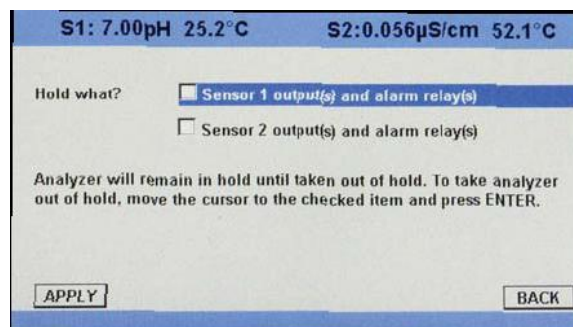 S1: 7.00pH 25.2°C S2:0.056µS/cm 52.1°C
Hold what? Sensor 1 output(s) and alarm relay(s)
Sensor 2 output(s) and alarm relay(s)
Analyzer will remain in hold until taken out of hold. To take analyzer
out of hold, move the cursor to the checked item and press ENTER.
APPLY BACK